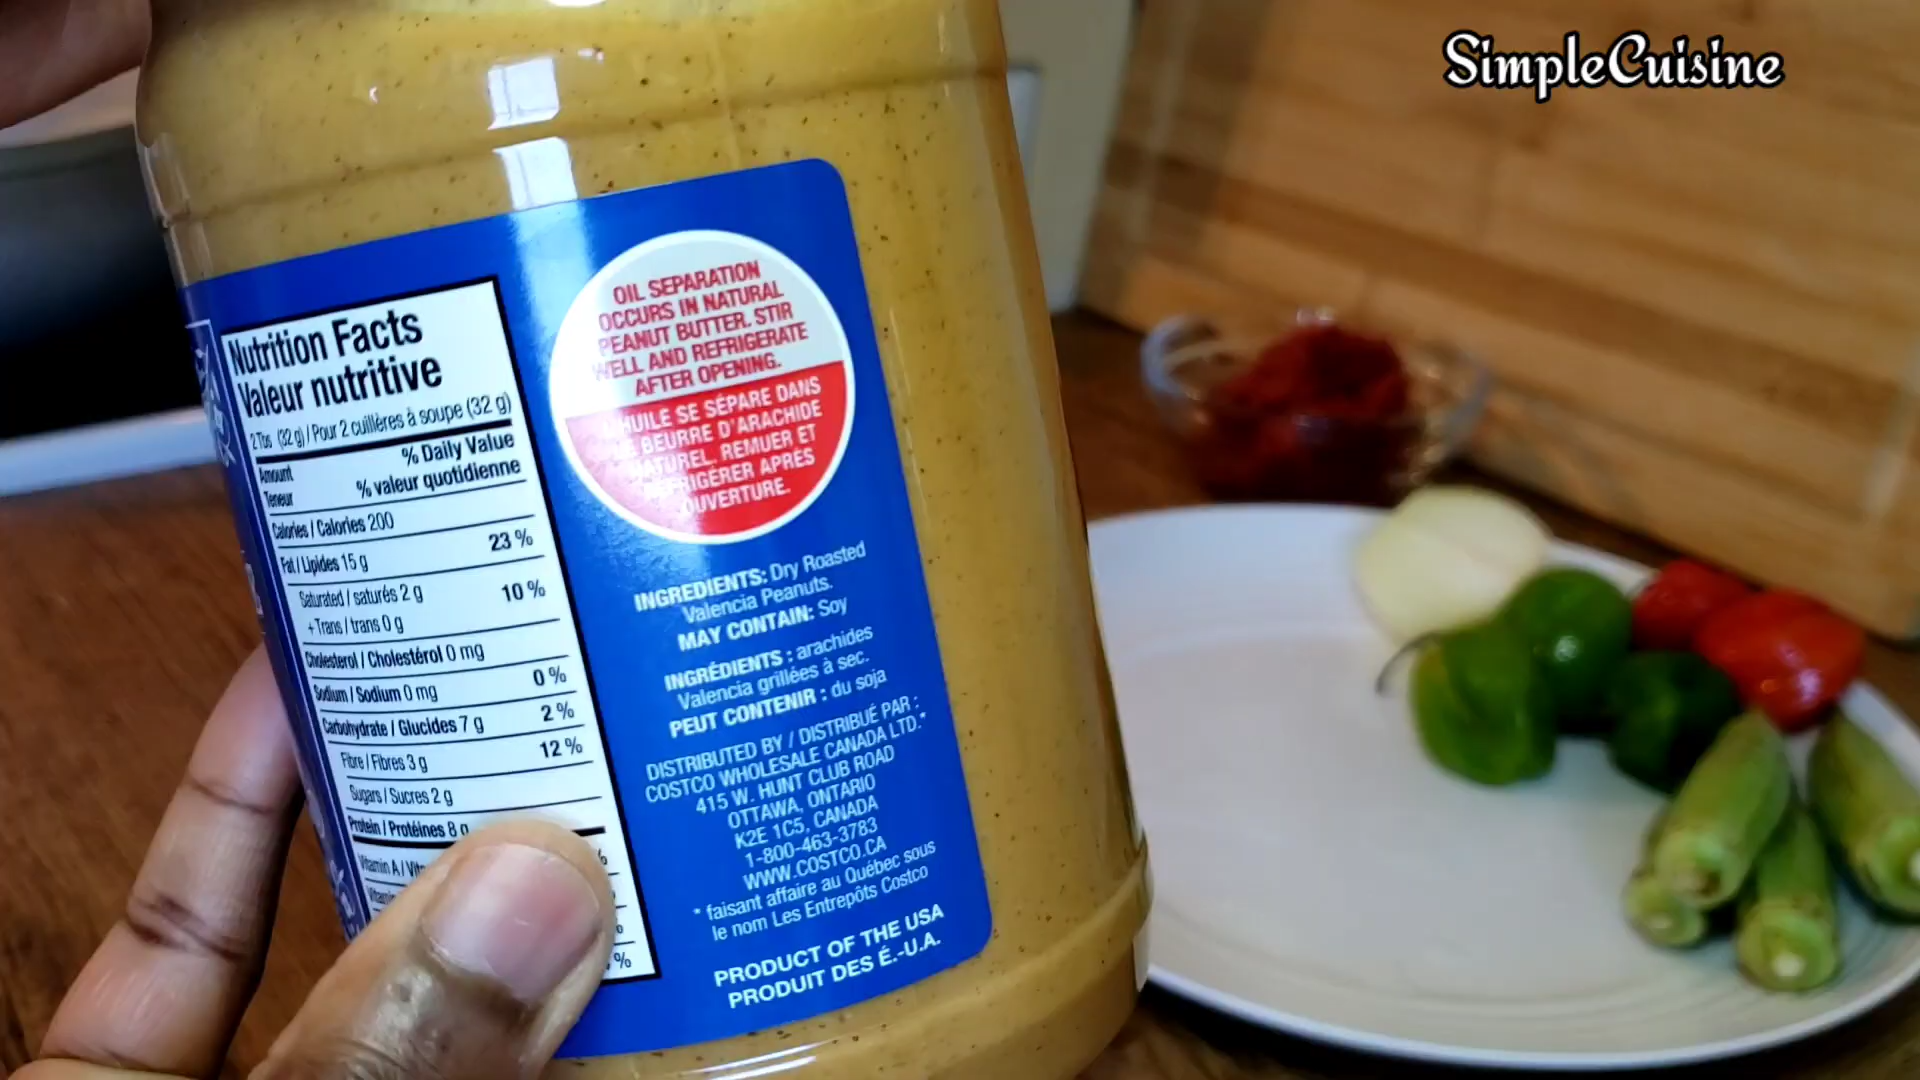 SimpleCuisine
OIL SEPARATION
OCCURS IN NATURAL
PEANUT BUTTER. STIR
WELL AND REFRIGERATE
AFTER OPENING.
HUILE SE SÉPARE DANS
BEURRE D'ARACHIDE
NATUREL. REMUER ET
RÉFRIGÉRER APRES
OUVERTURE.
Nutrition Facts
Valeur nutritive
2 Tbs (32 g) / Pour 2 cuillères à soupe (32 g)
Amount % Daily Value
Teneur % valeur quotidienne
Calories / Calories 200
Fat / Lipides 15 g 23 %
Saturated / saturés 2 g 10 %
+ Trans / trans 0 g
Cholesterol / Cholestérol 0 mg
Sodium / Sodium 0 mg 0 %
Carbohydrate / Glucides 7 g 2 %
Fibre / Fibres 3 g 12 %
Sugars / Sucres 2 g
Protein / Protéines 8 g
Vitamin A / %
%
%
INGREDIENTS: Dry Roasted
Valencia Peanuts.
MAY CONTAIN: Soy
INGRÉDIENTS : arachides
Valencia grillées à sec.
PEUT CONTENIR : du soja
DISTRIBUTED BY / DISTRIBUÉ PAR :
COSTCO WHOLESALE CANADA LTD.*
415 W. HUNT CLUB ROAD
OTTAWA, ONTARIO
K2E 1C5, CANADA
1-800-463-3783
WWW.COSTCO.CA
* faisant affaire au Québec sous
le nom Les Entrepôts Costco
PRODUCT OF THE USA
PRODUIT DES É.-U.A.